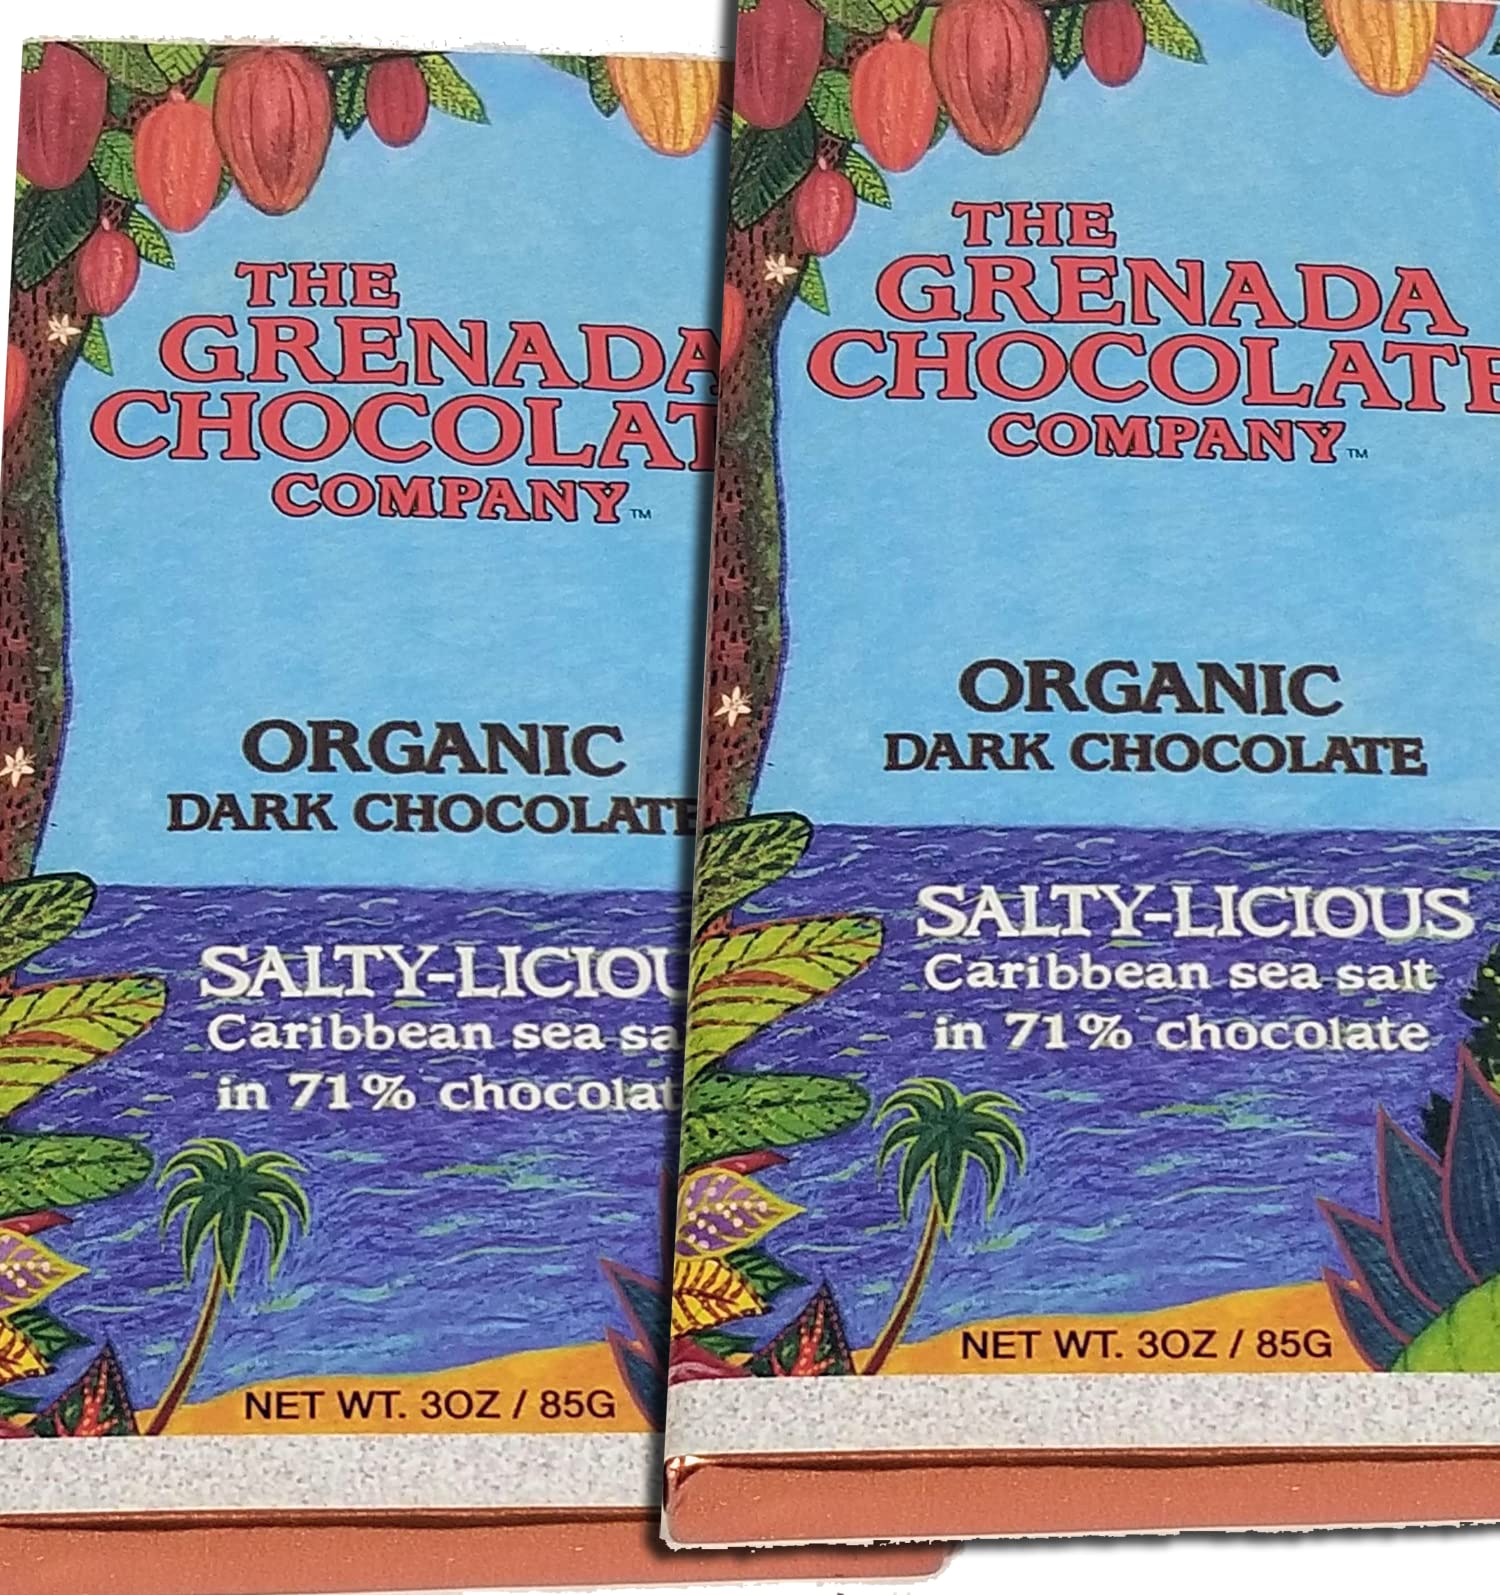 THE
GRENADA
CHOCOLAT
COMPANY™
ORGANIC
DARK CHOCOLATE
SALTY-LICIOU
Caribbean sea sa
in 71% chocolat
NET WT. 3OZ / 85G
THE
GRENADA
CHOCOLATE
COMPANY™
ORGANIC
DARK CHOCOLATE
SALTY-LICIOUS
Caribbean sea salt
in 71% chocolate
NET WT. 3OZ / 85G